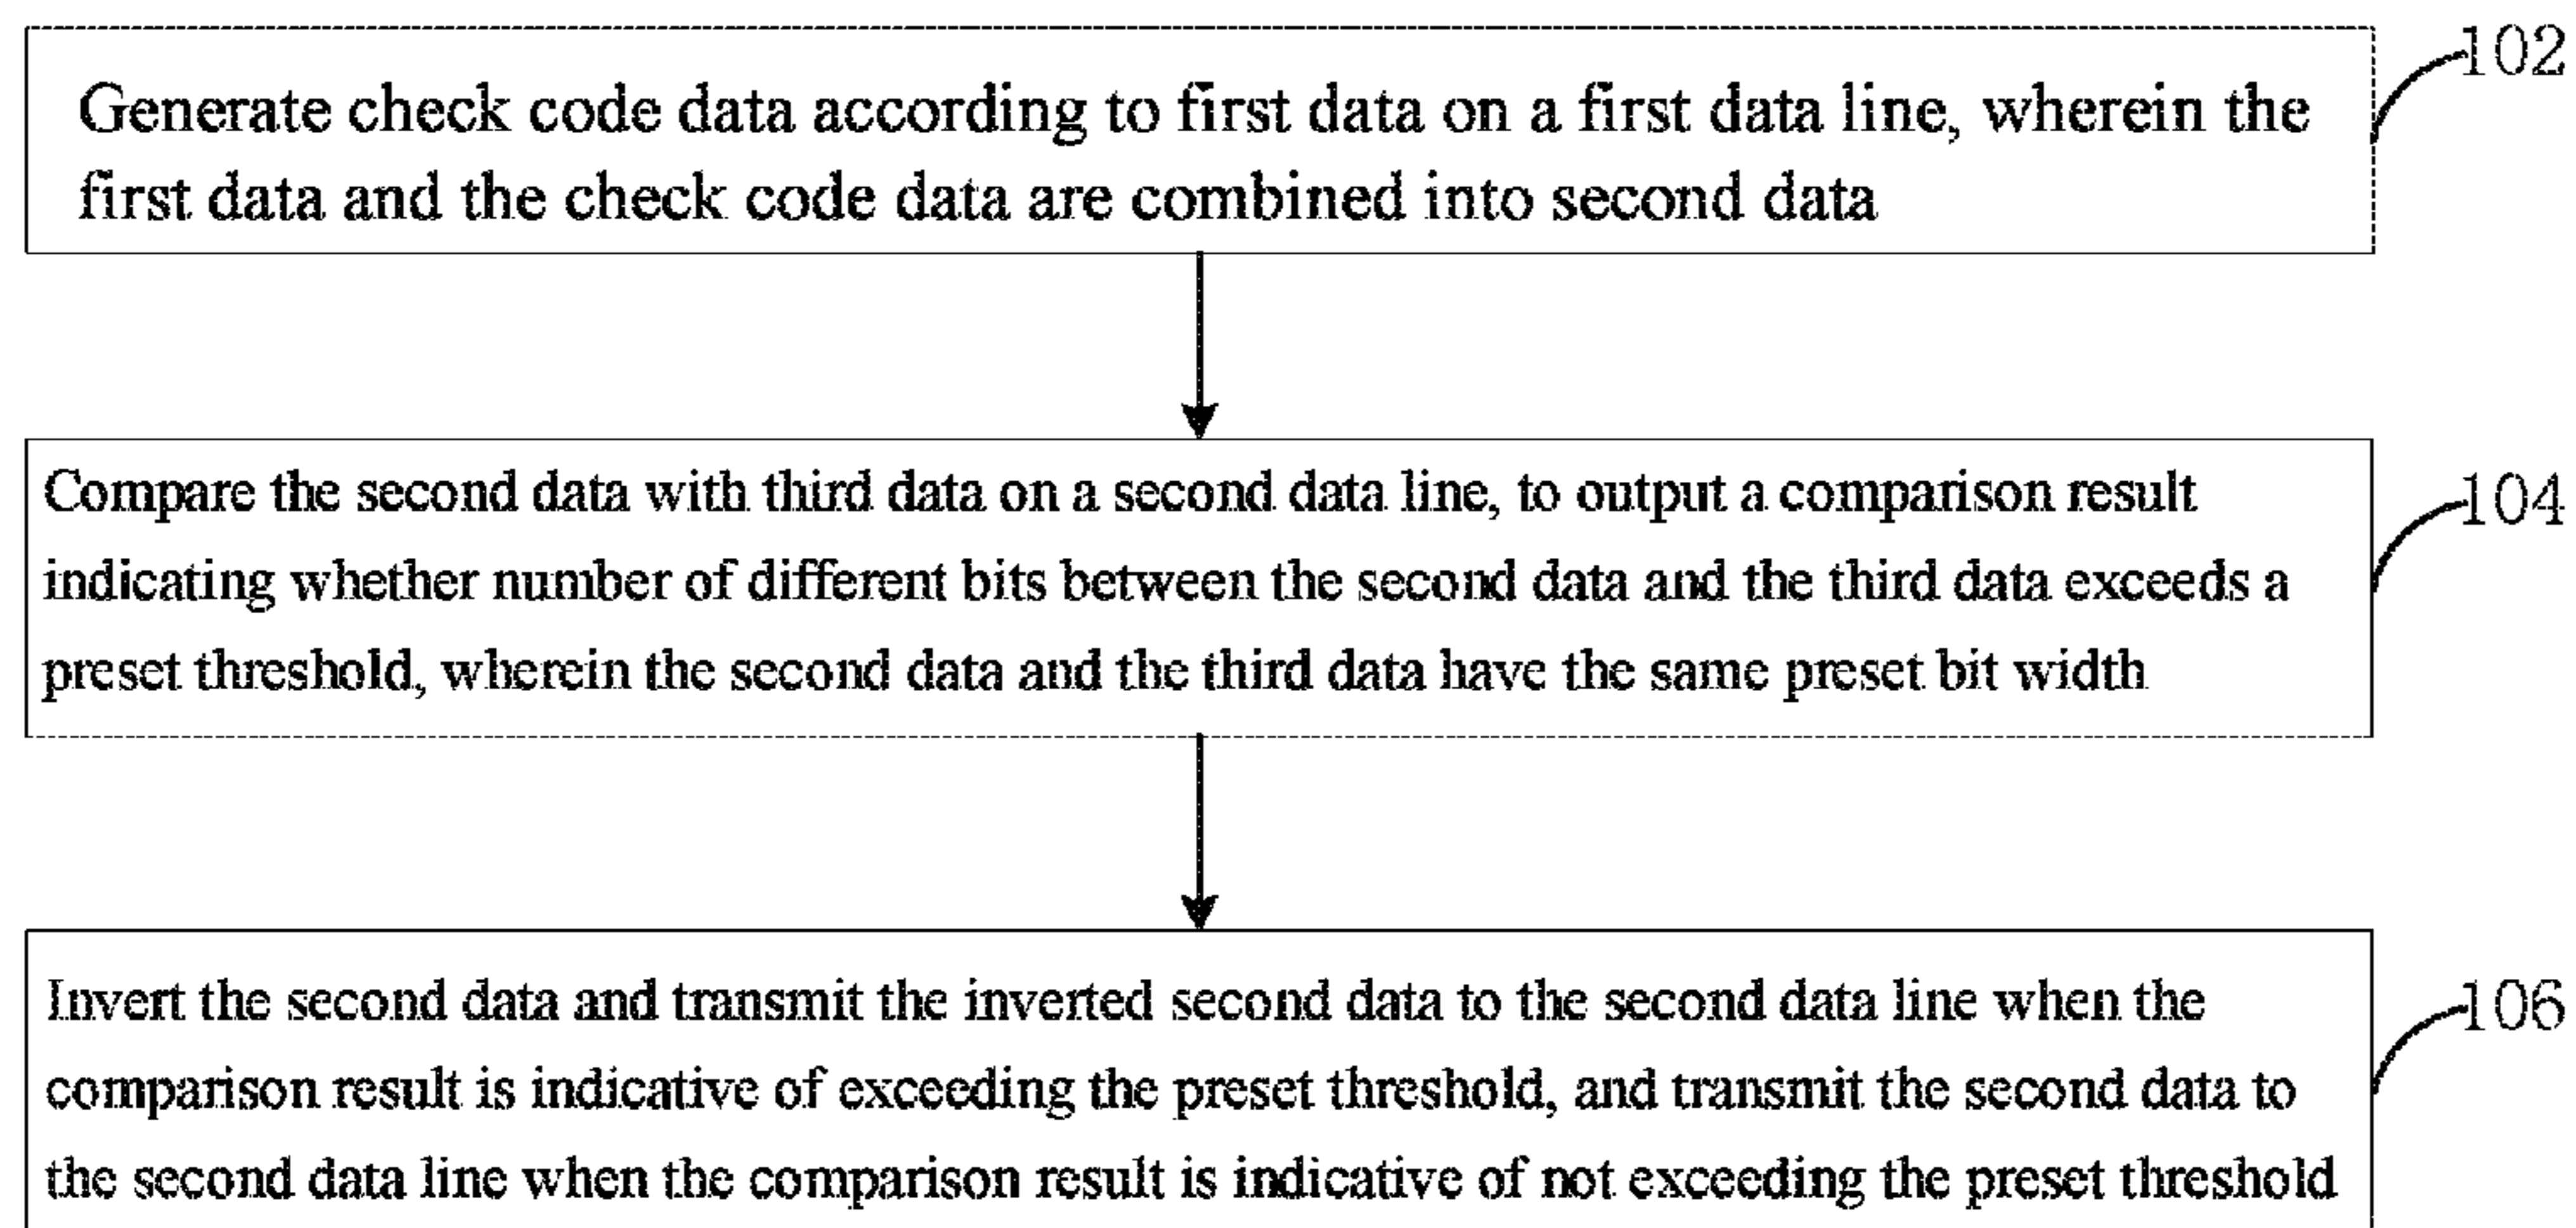 Generate check code data according to first data on a first data line, wherein the
first data and the check code data are combined into second data
102
Compare the second data with third data on a second data line, to output a comparison result
indicating whether number of different bits between the second data and the third data exceeds a
preset threshold, wherein the second data and the third data have the same preset bit width
104
Invert the second data and transmit the inverted second data to the second data line when the
comparison result is indicative of exceeding the preset threshold, and transmit the second data to
the second data line when the comparison result is indicative of not exceeding the preset threshold
106